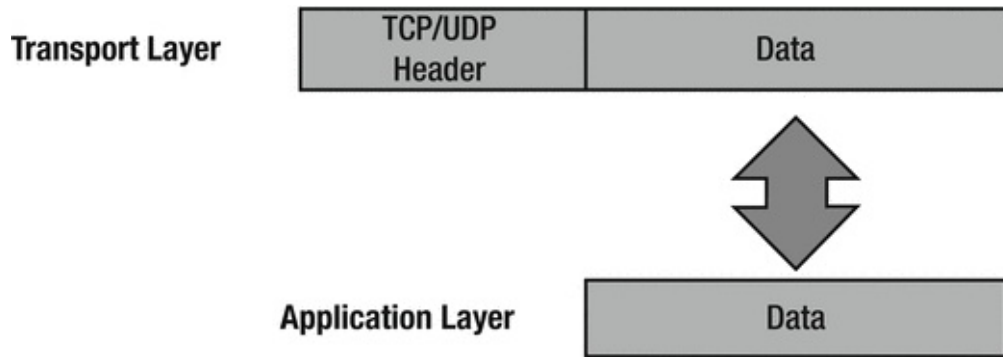 Transport Layer
TCP/UDP
Header
Data
Application Layer
Data